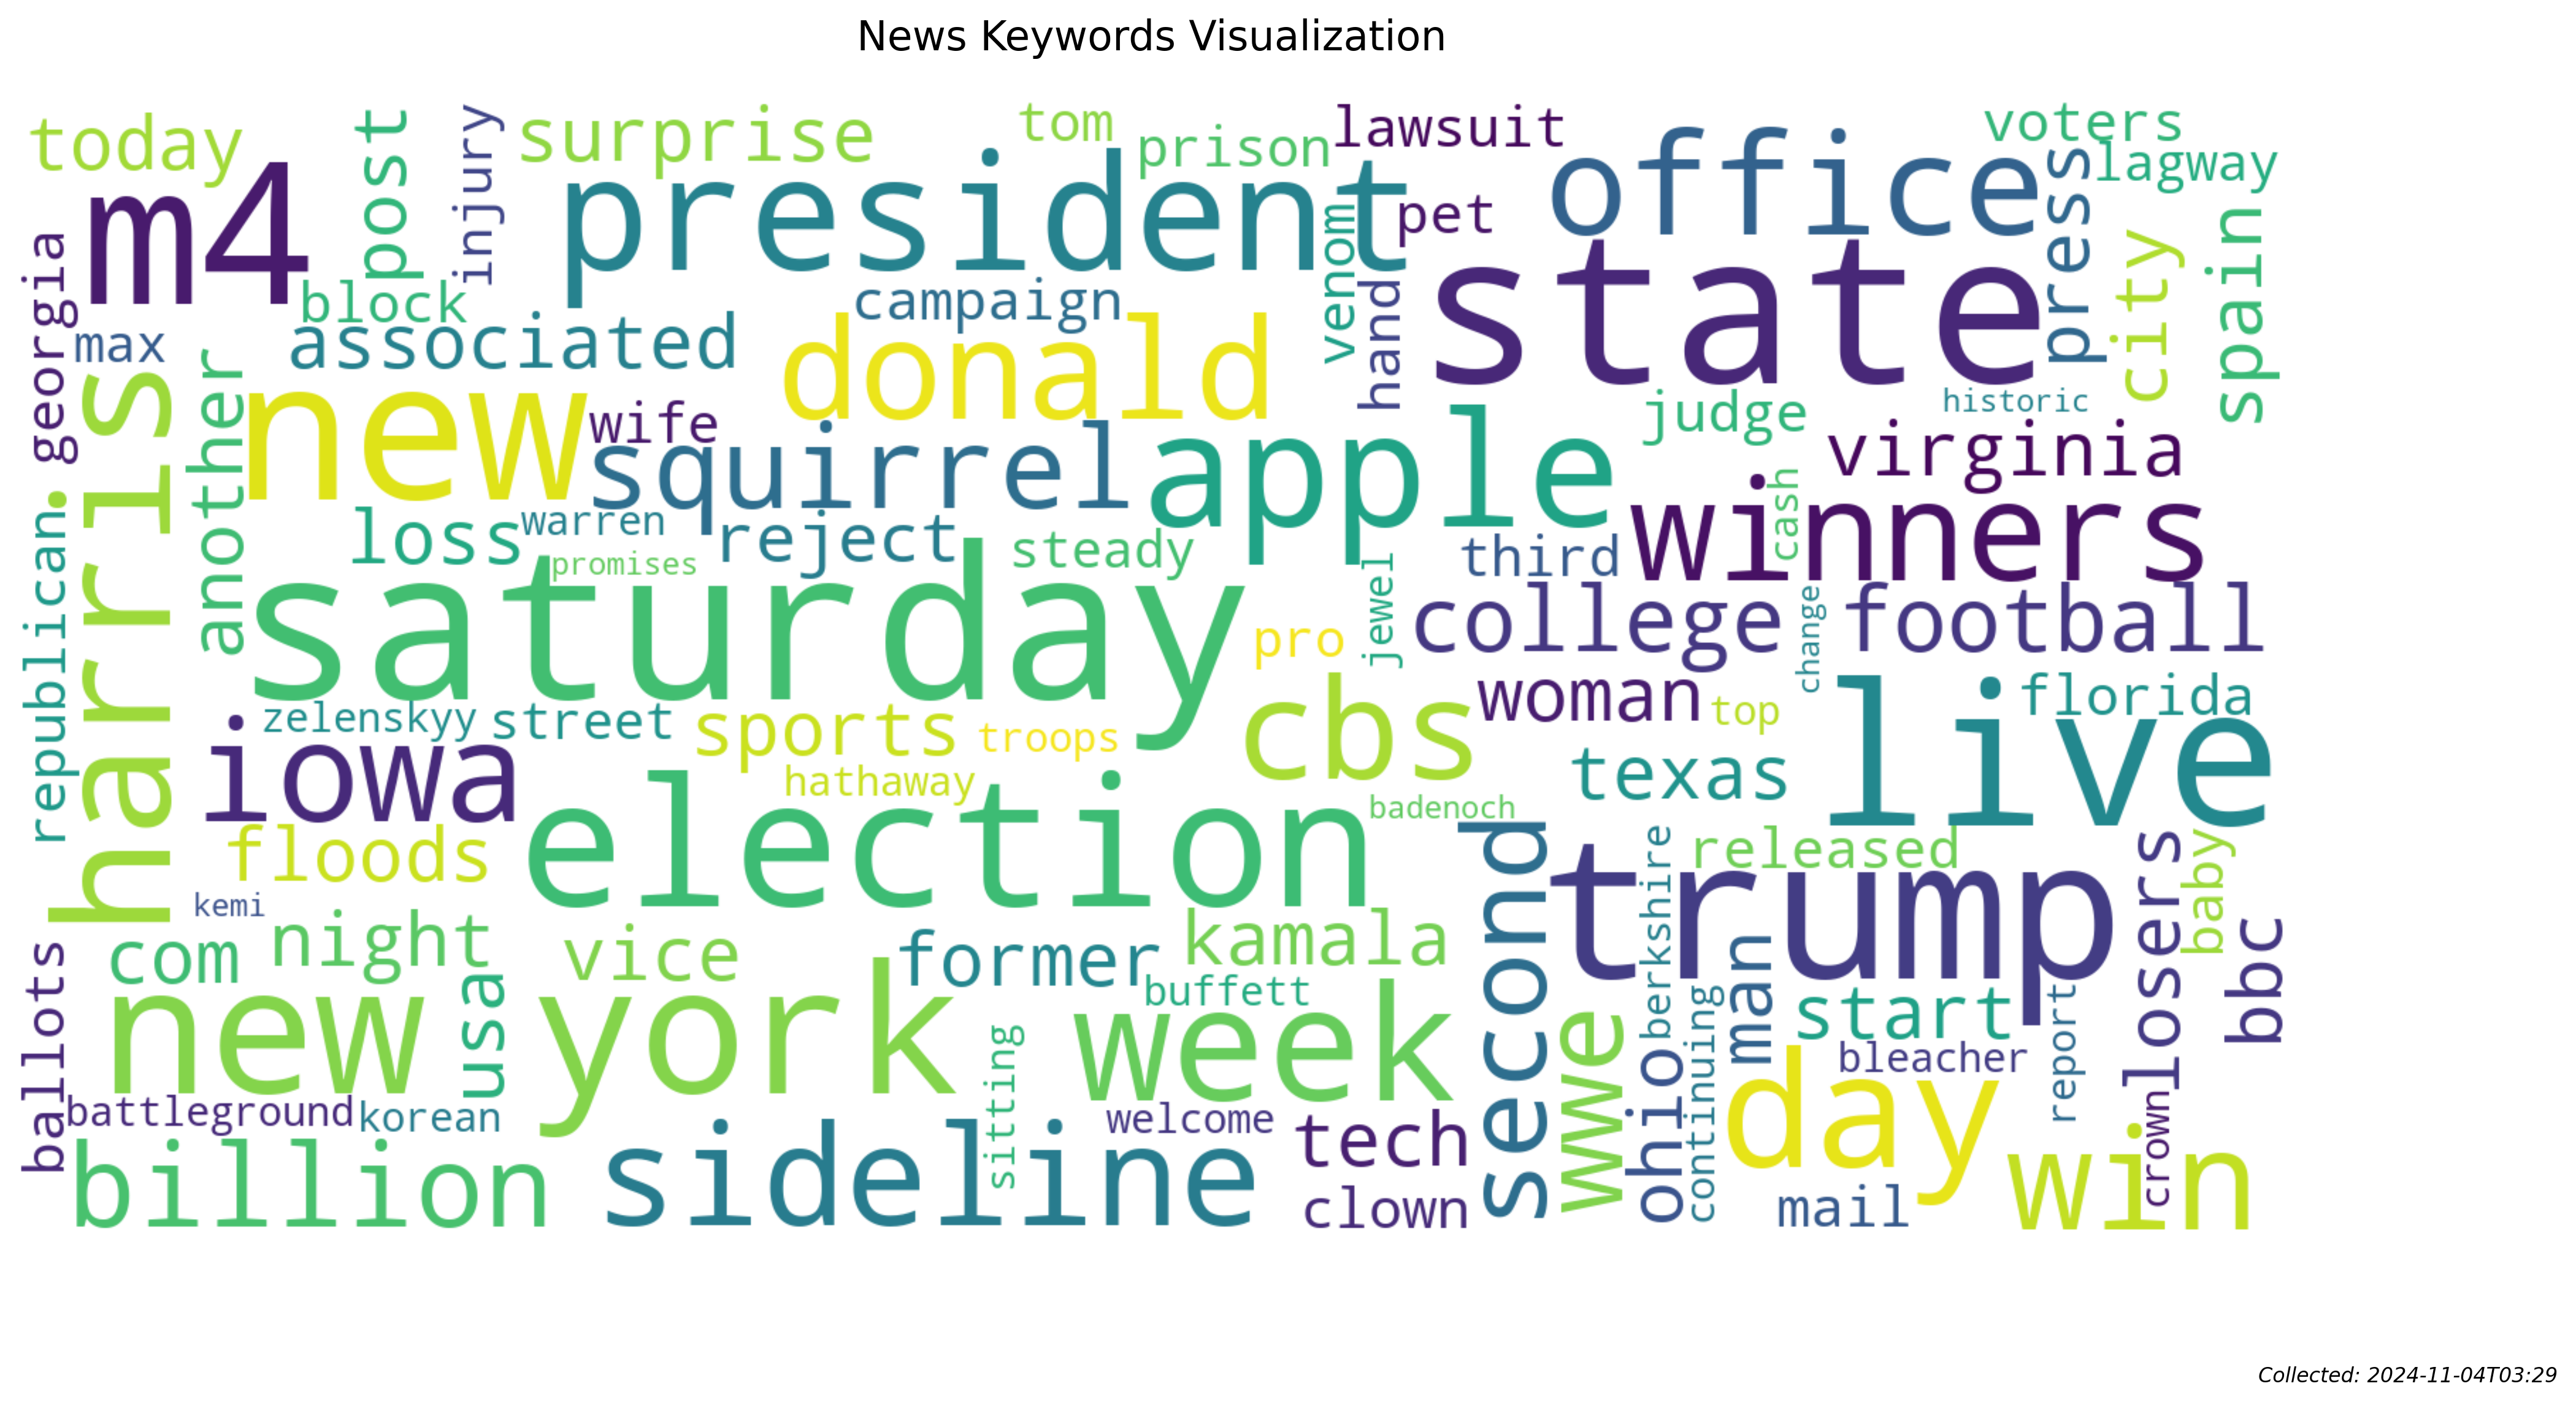 News Keywords Visualization
today
m4
post
injury
surprise
president
tom
prison
lawsuit
pet
venom
hand
office
state
voters
lagway
press
city
spain
georgia
max
block
associated
campaign
donald
another
new
wife
squirrel
apple
judge
historic
virginia
winners
cash
harris
republican
loss
warren
promises
reject
steady
saturday
jewel
third
college
change
football
pro
zelenskyy
street
sports
troops
cbs
woman
top
florida
live
iowa
hathaway
election
badenoch
texas
floods
kemi
second
released
trump
berkshire
losers
baby
bbc
ballots
com
night
usa
vice
former
kamala
buffett
new york
week
sitting
wwe
ohio
continuing
man
start
bleacher
report
day
crown
battleground
korean
welcome
tech
billion
sideline
clown
mail
win
Collected: 2024-11-04T03:29